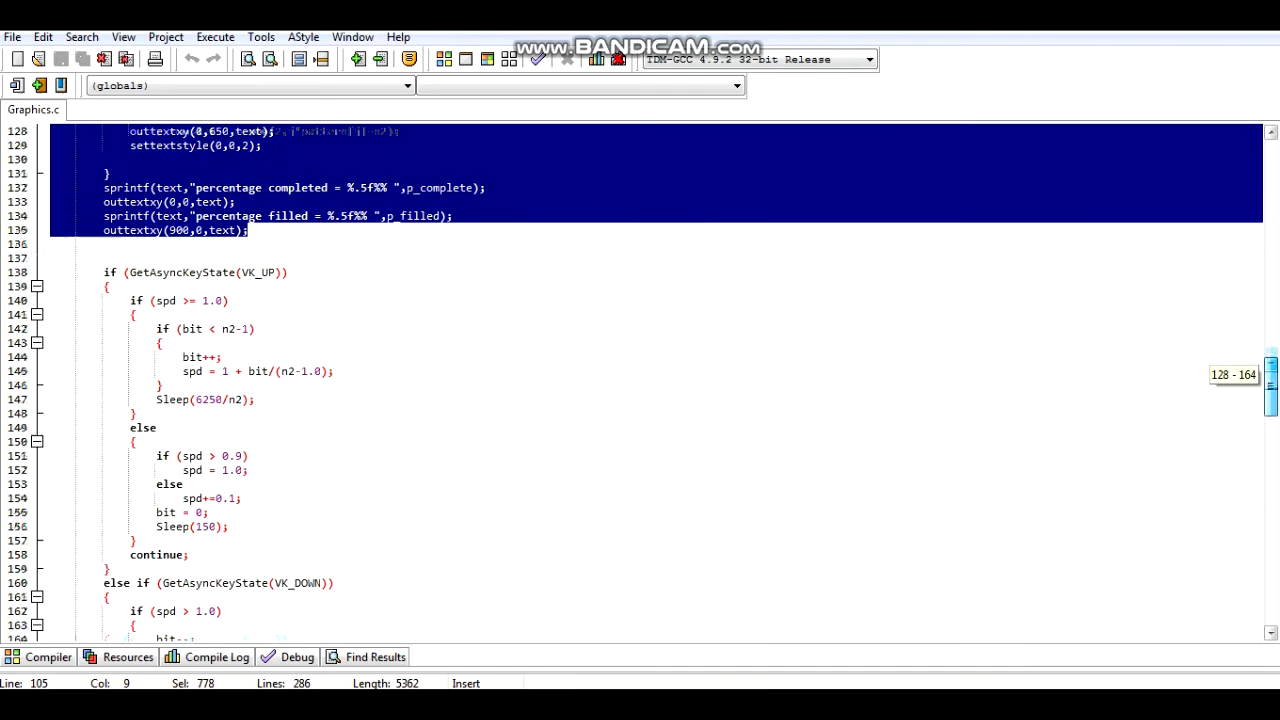 File Edit Search View Project Execute Tools AStyle Window Help
www.BANDICAM.com
TDM-GCC 4.9.2 32-bit Release
(globals)
Graphics.c
128 outtextxy(0,650,text);
129 settextstyle(0,0,2);
130
131 }
132 sprintf(text,"percentage completed = %.5f%% ",p_complete);
133 outtextxy(0,0,text);
134 sprintf(text,"percentage filled = %.5f%% ",p_filled);
135 outtextxy(900,0,text);
136
137
138 if (GetAsyncKeyState(VK_UP))
139 {
140 if (spd >= 1.0)
141 {
142 if (bit < n2-1)
143 {
144 bit++;
145 spd = 1 + bit/(n2-1.0);
146 }
147 Sleep(6250/n2);
148 }
149 else
150 {
151 if (spd > 0.9)
152 spd = 1.0;
153 else
154 spd+=0.1;
155 bit = 0;
156 Sleep(150);
157 }
158 continue;
159 }
160 else if (GetAsyncKeyState(VK_DOWN))
161 {
162 if (spd > 1.0)
163 {
164 bit--;
128 - 164
Compiler Resources Compile Log Debug Find Results
Line: 105 Col: 9 Sel: 778 Lines: 286 Length: 5362 Insert